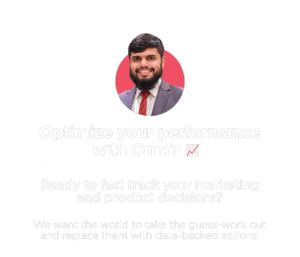 Optimize your performance
with Omair 📈
Ready to fast track your marketing
and product decisions?
We want the world to take the guess-work out
and replace them with data-backed actions.